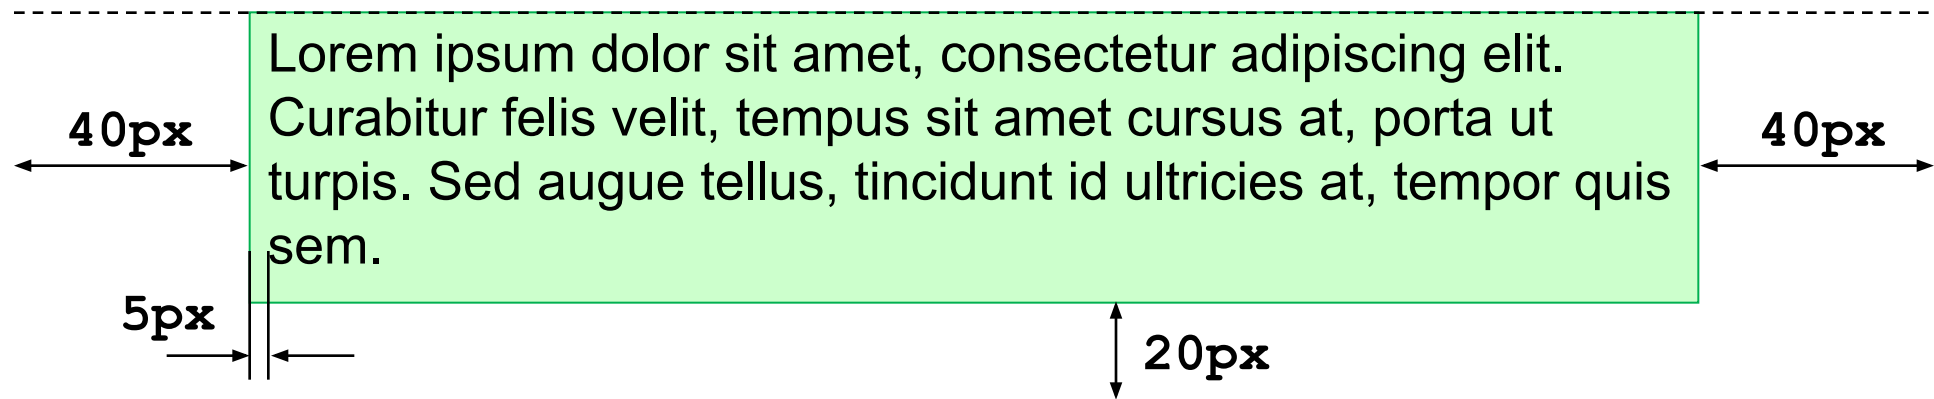 Lorem ipsum dolor sit amet, consectetur adipiscing elit.
Curabitur felis velit, tempus sit amet cursus at, porta ut
turpis. Sed augue tellus, tincidunt id ultricies at, tempor quis
sem.
40px
40px
5px
20px